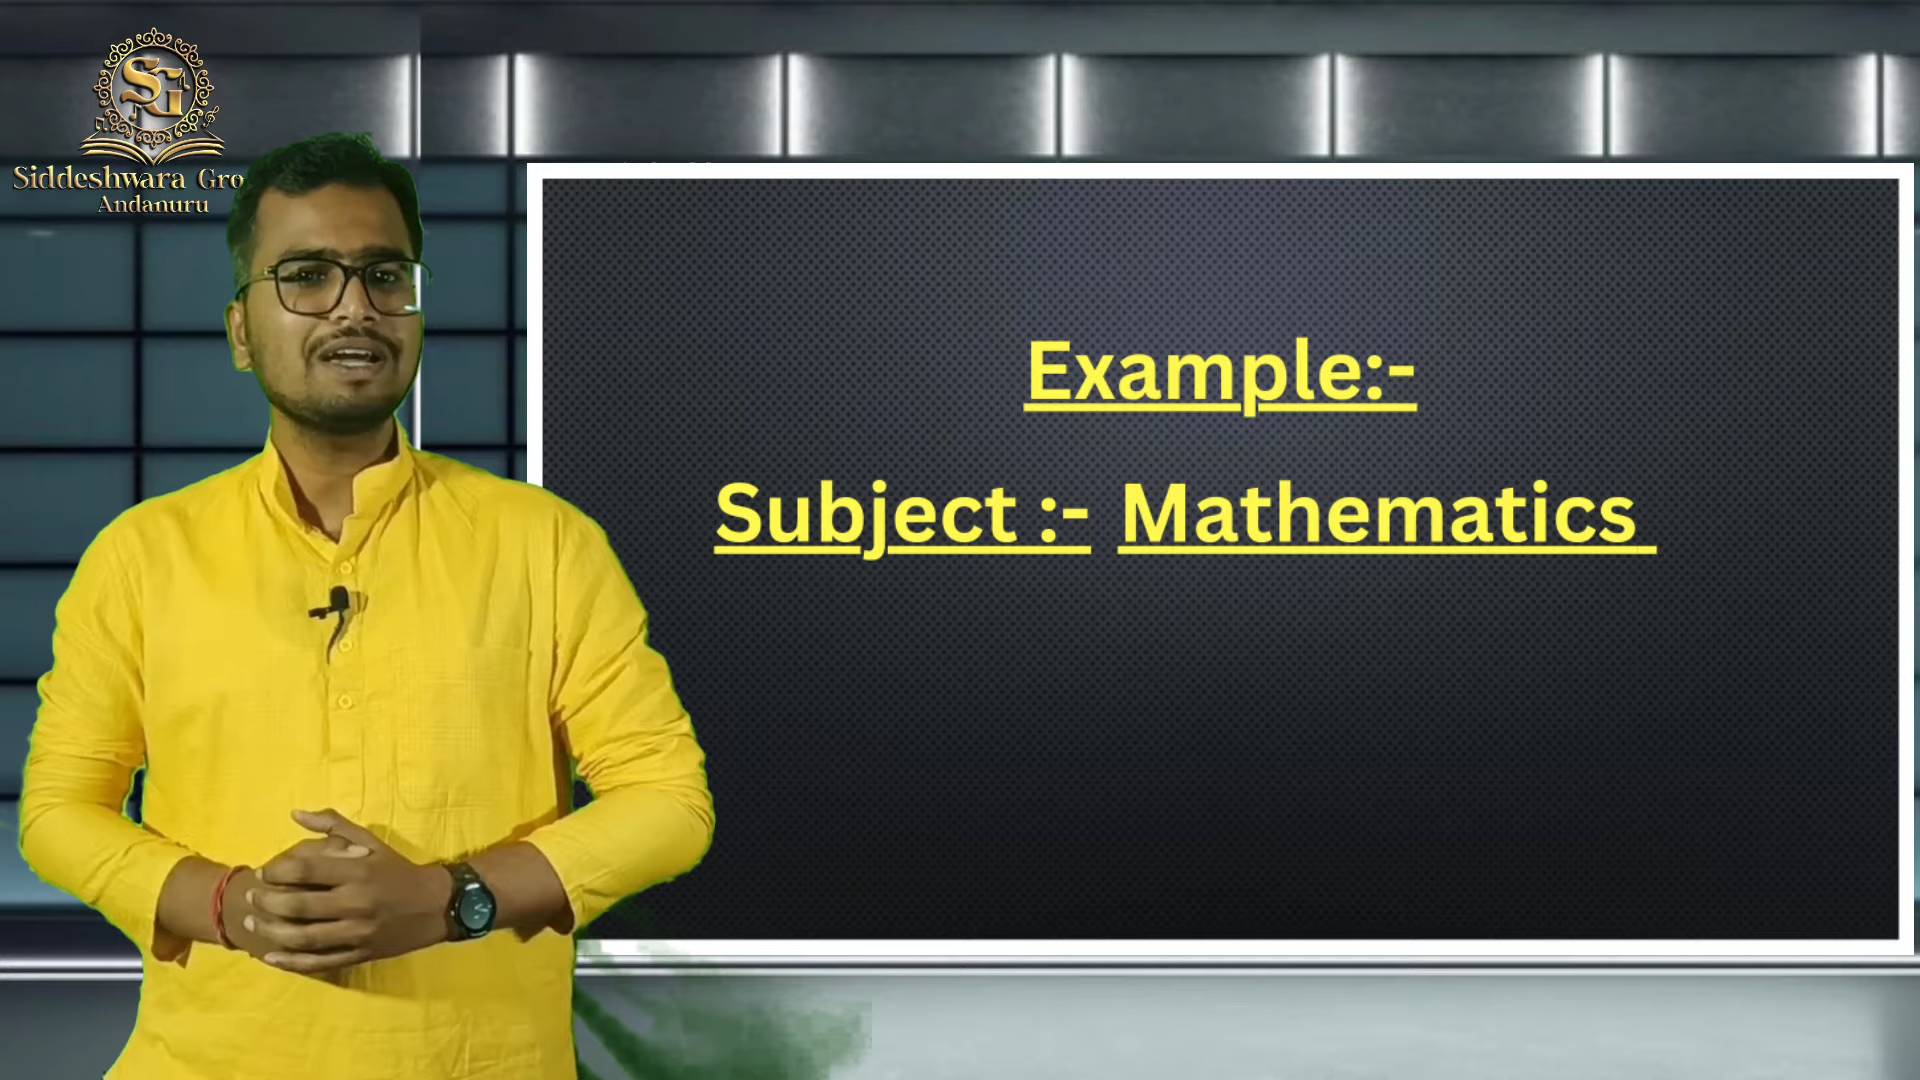 SG
Siddeshwara Gro
Andanuru
Example:-
Subject :- Mathematics